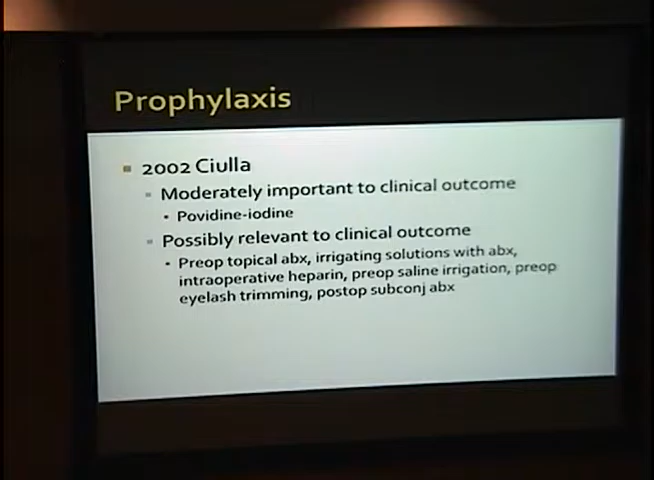 Prophylaxis
2002 Ciulla
Moderately important to clinical outcome
Povidine-iodine
Possibly relevant to clinical outcome
Preop topical abx, irrigating solutions with abx,
intraoperative heparin, preop saline irrigation, preop
eyelash trimming, postop subconj abx